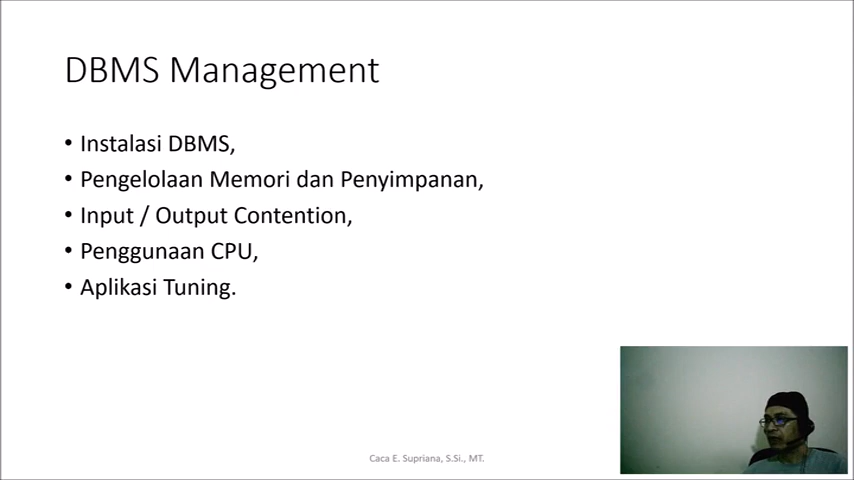 DBMS Management
• Instalasi DBMS,
• Pengelolaan Memori dan Penyimpanan,
• Input / Output Contention,
• Penggunaan CPU,
• Aplikasi Tuning.
Caca E. Supriana, S.Si., MT.